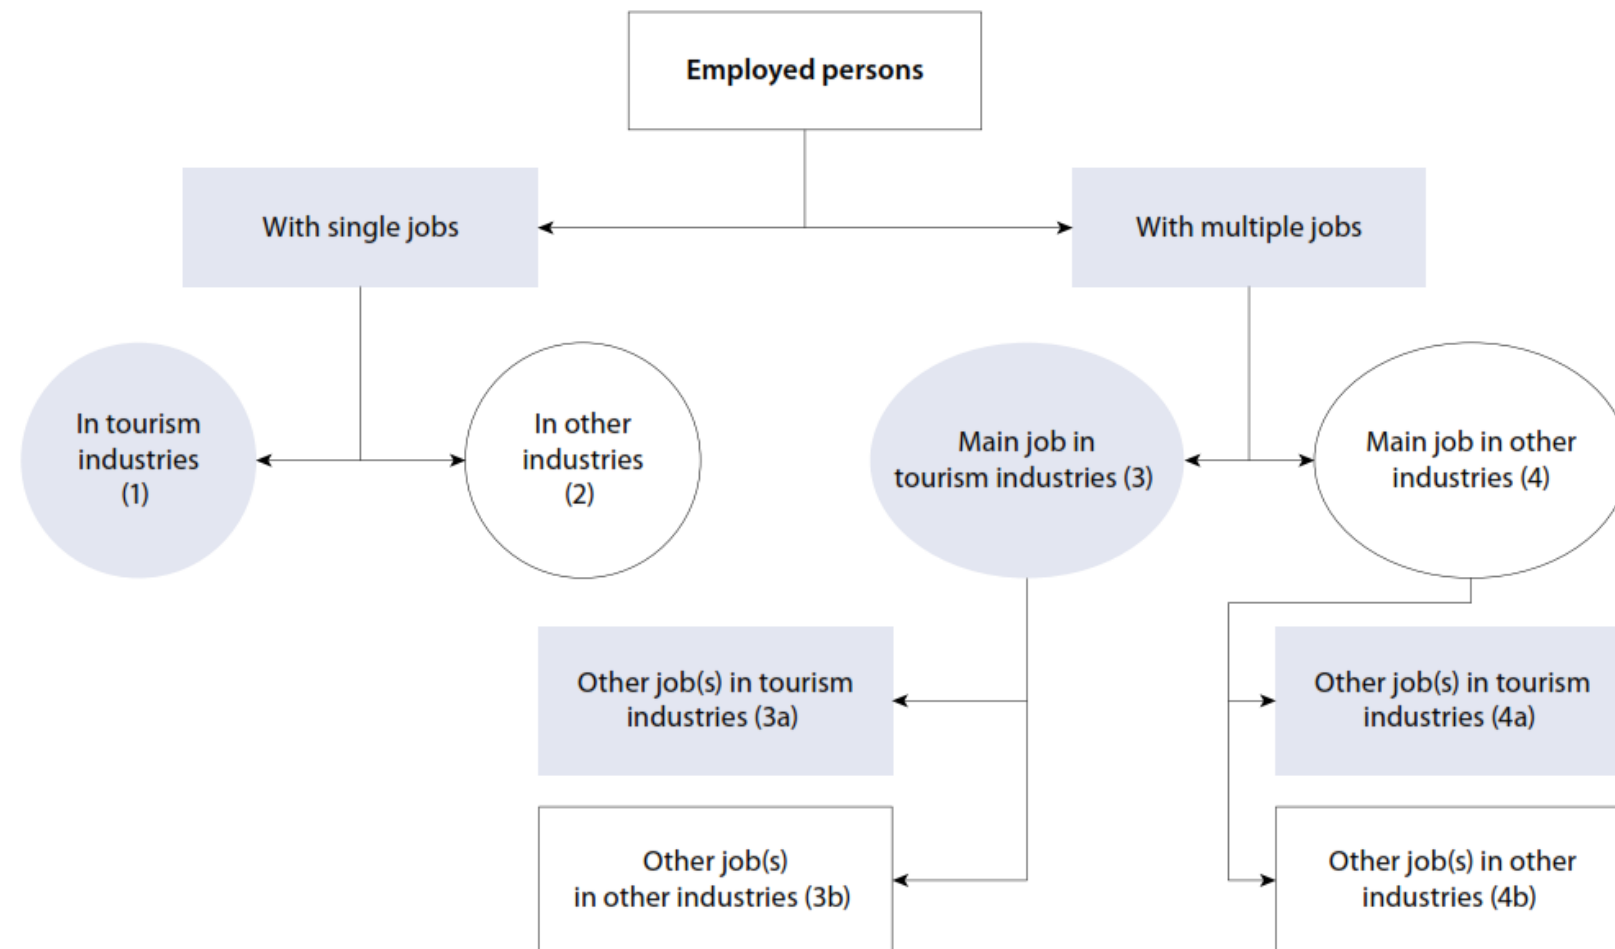 Employed persons
With single jobs
With multiple jobs
In tourism
industries
(1)
In other
industries
(2)
Main job in
tourism industries (3)
Main job in other
industries (4)
Other job(s) in tourism
industries (3a)
Other job(s) in tourism
industries (4a)
Other job(s)
in other industries (3b)
Other job(s) in other
industries (4b)